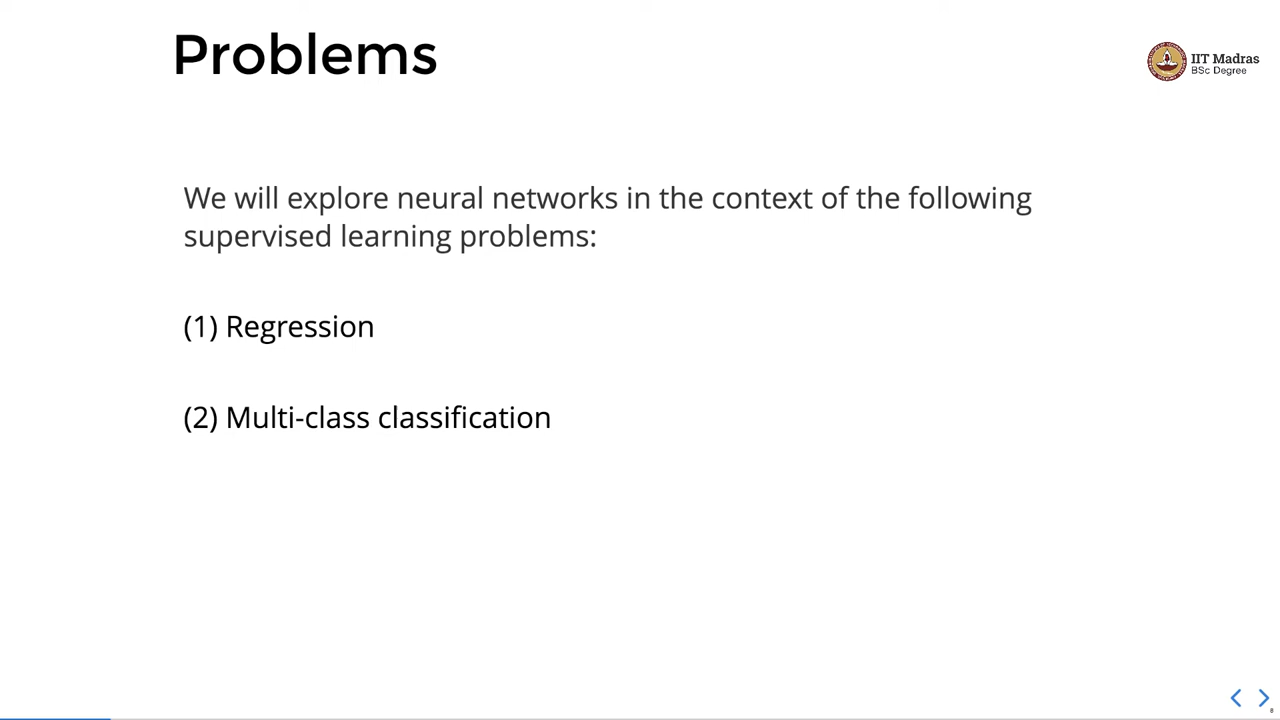 Problems
IIT Madras
BSc Degree
We will explore neural networks in the context of the following
supervised learning problems:
(1) Regression
(2) Multi-class classification